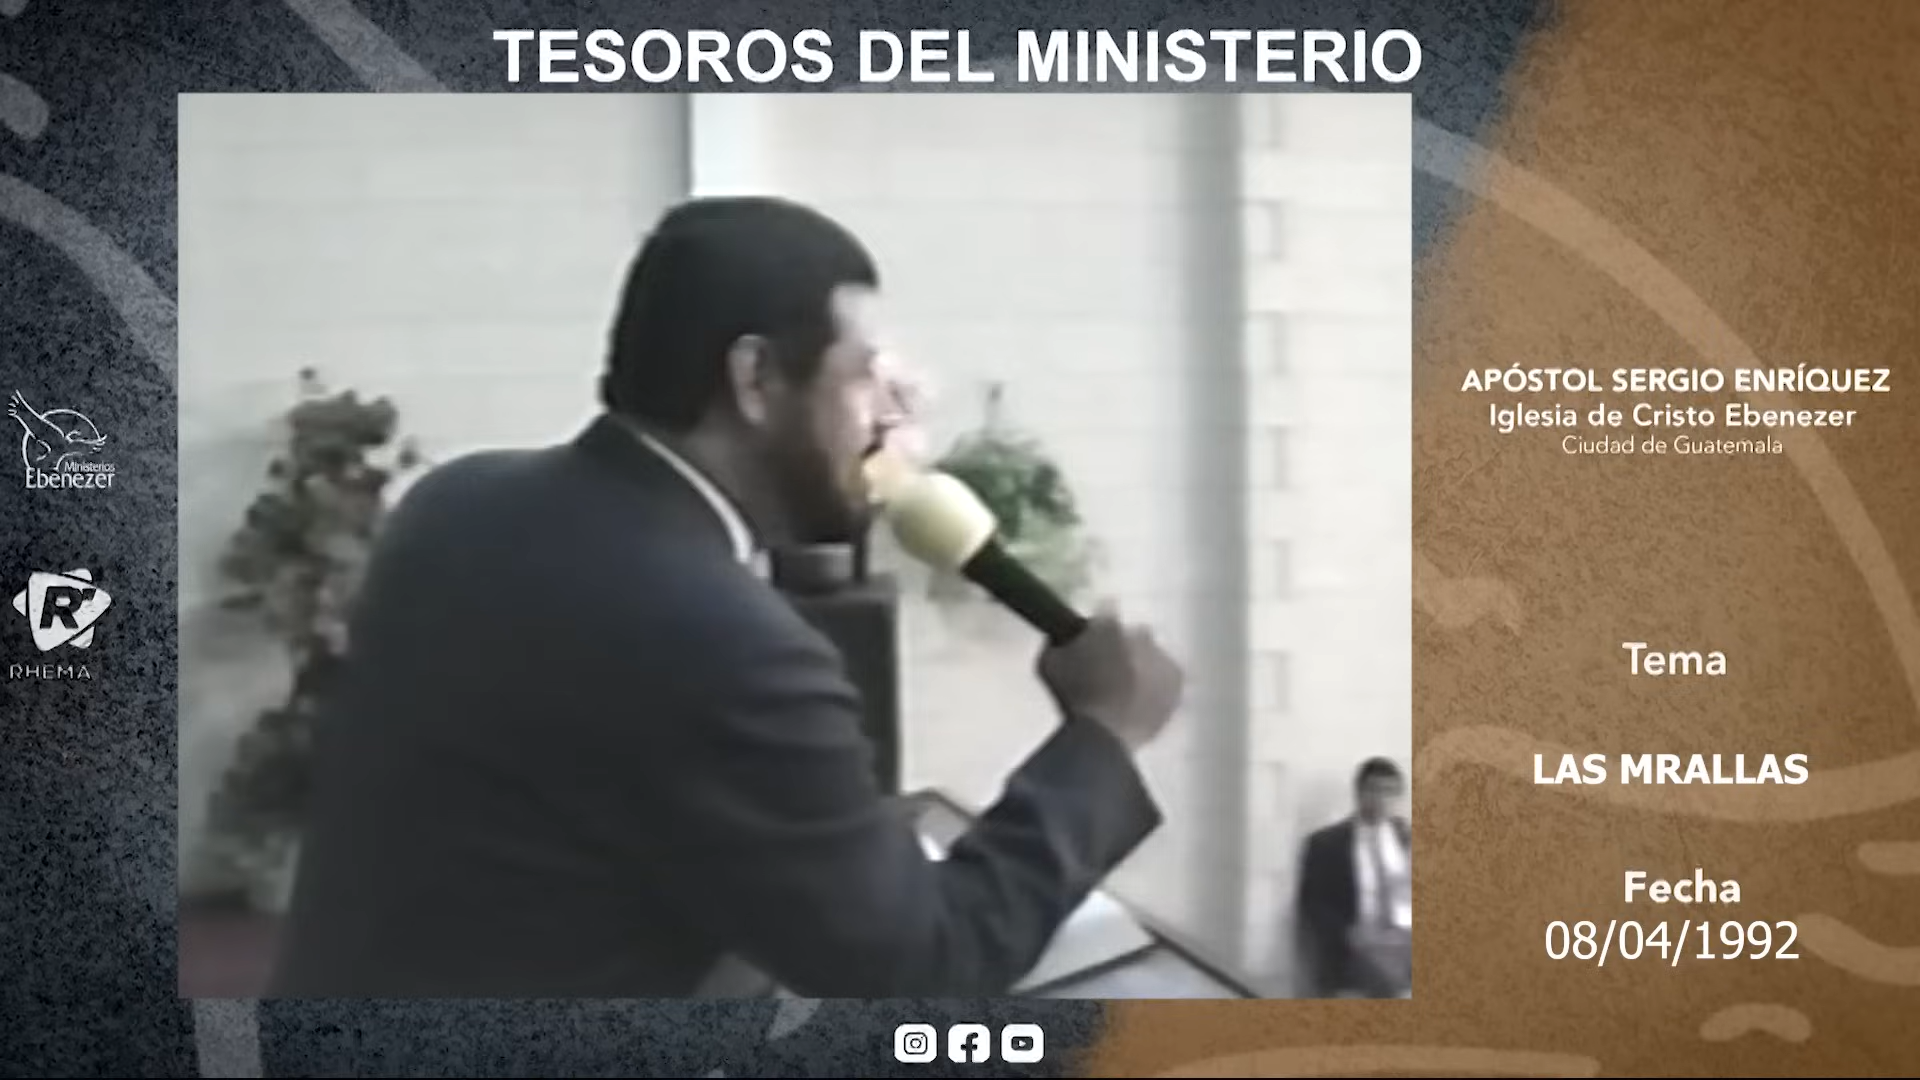 TESOROS DEL MINISTERIO
Ministerios
Ebenezer
R
RHEMA
APÓSTOL SERGIO ENRÍQUEZ
Iglesia de Cristo Ebenezer
Ciudad de Guatemala
Tema
LAS MRALLAS
Fecha
08/04/1992